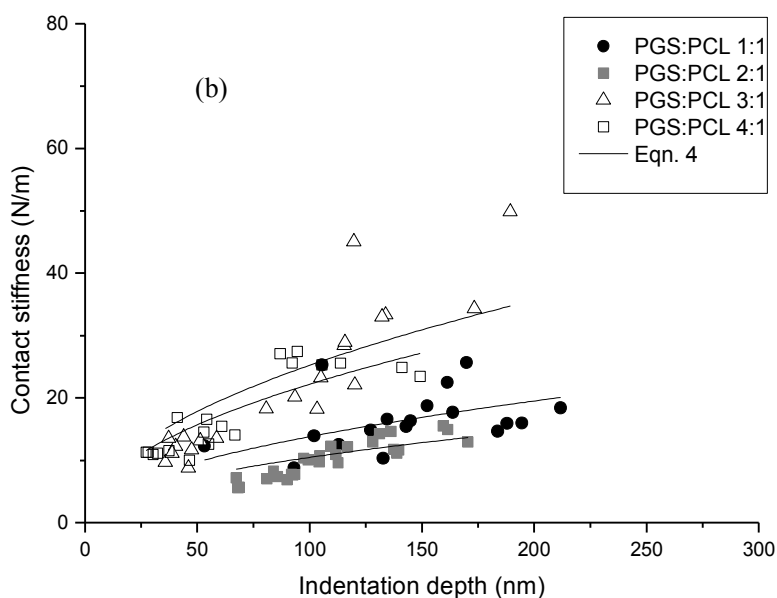 80
60
40
20
0
0
50
100
150
200
250
300
Contact stiffness (N/m)
Indentation depth (nm)
(b)
PGS:PCL 1:1
PGS:PCL 2:1
PGS:PCL 3:1
PGS:PCL 4:1
Eqn. 4